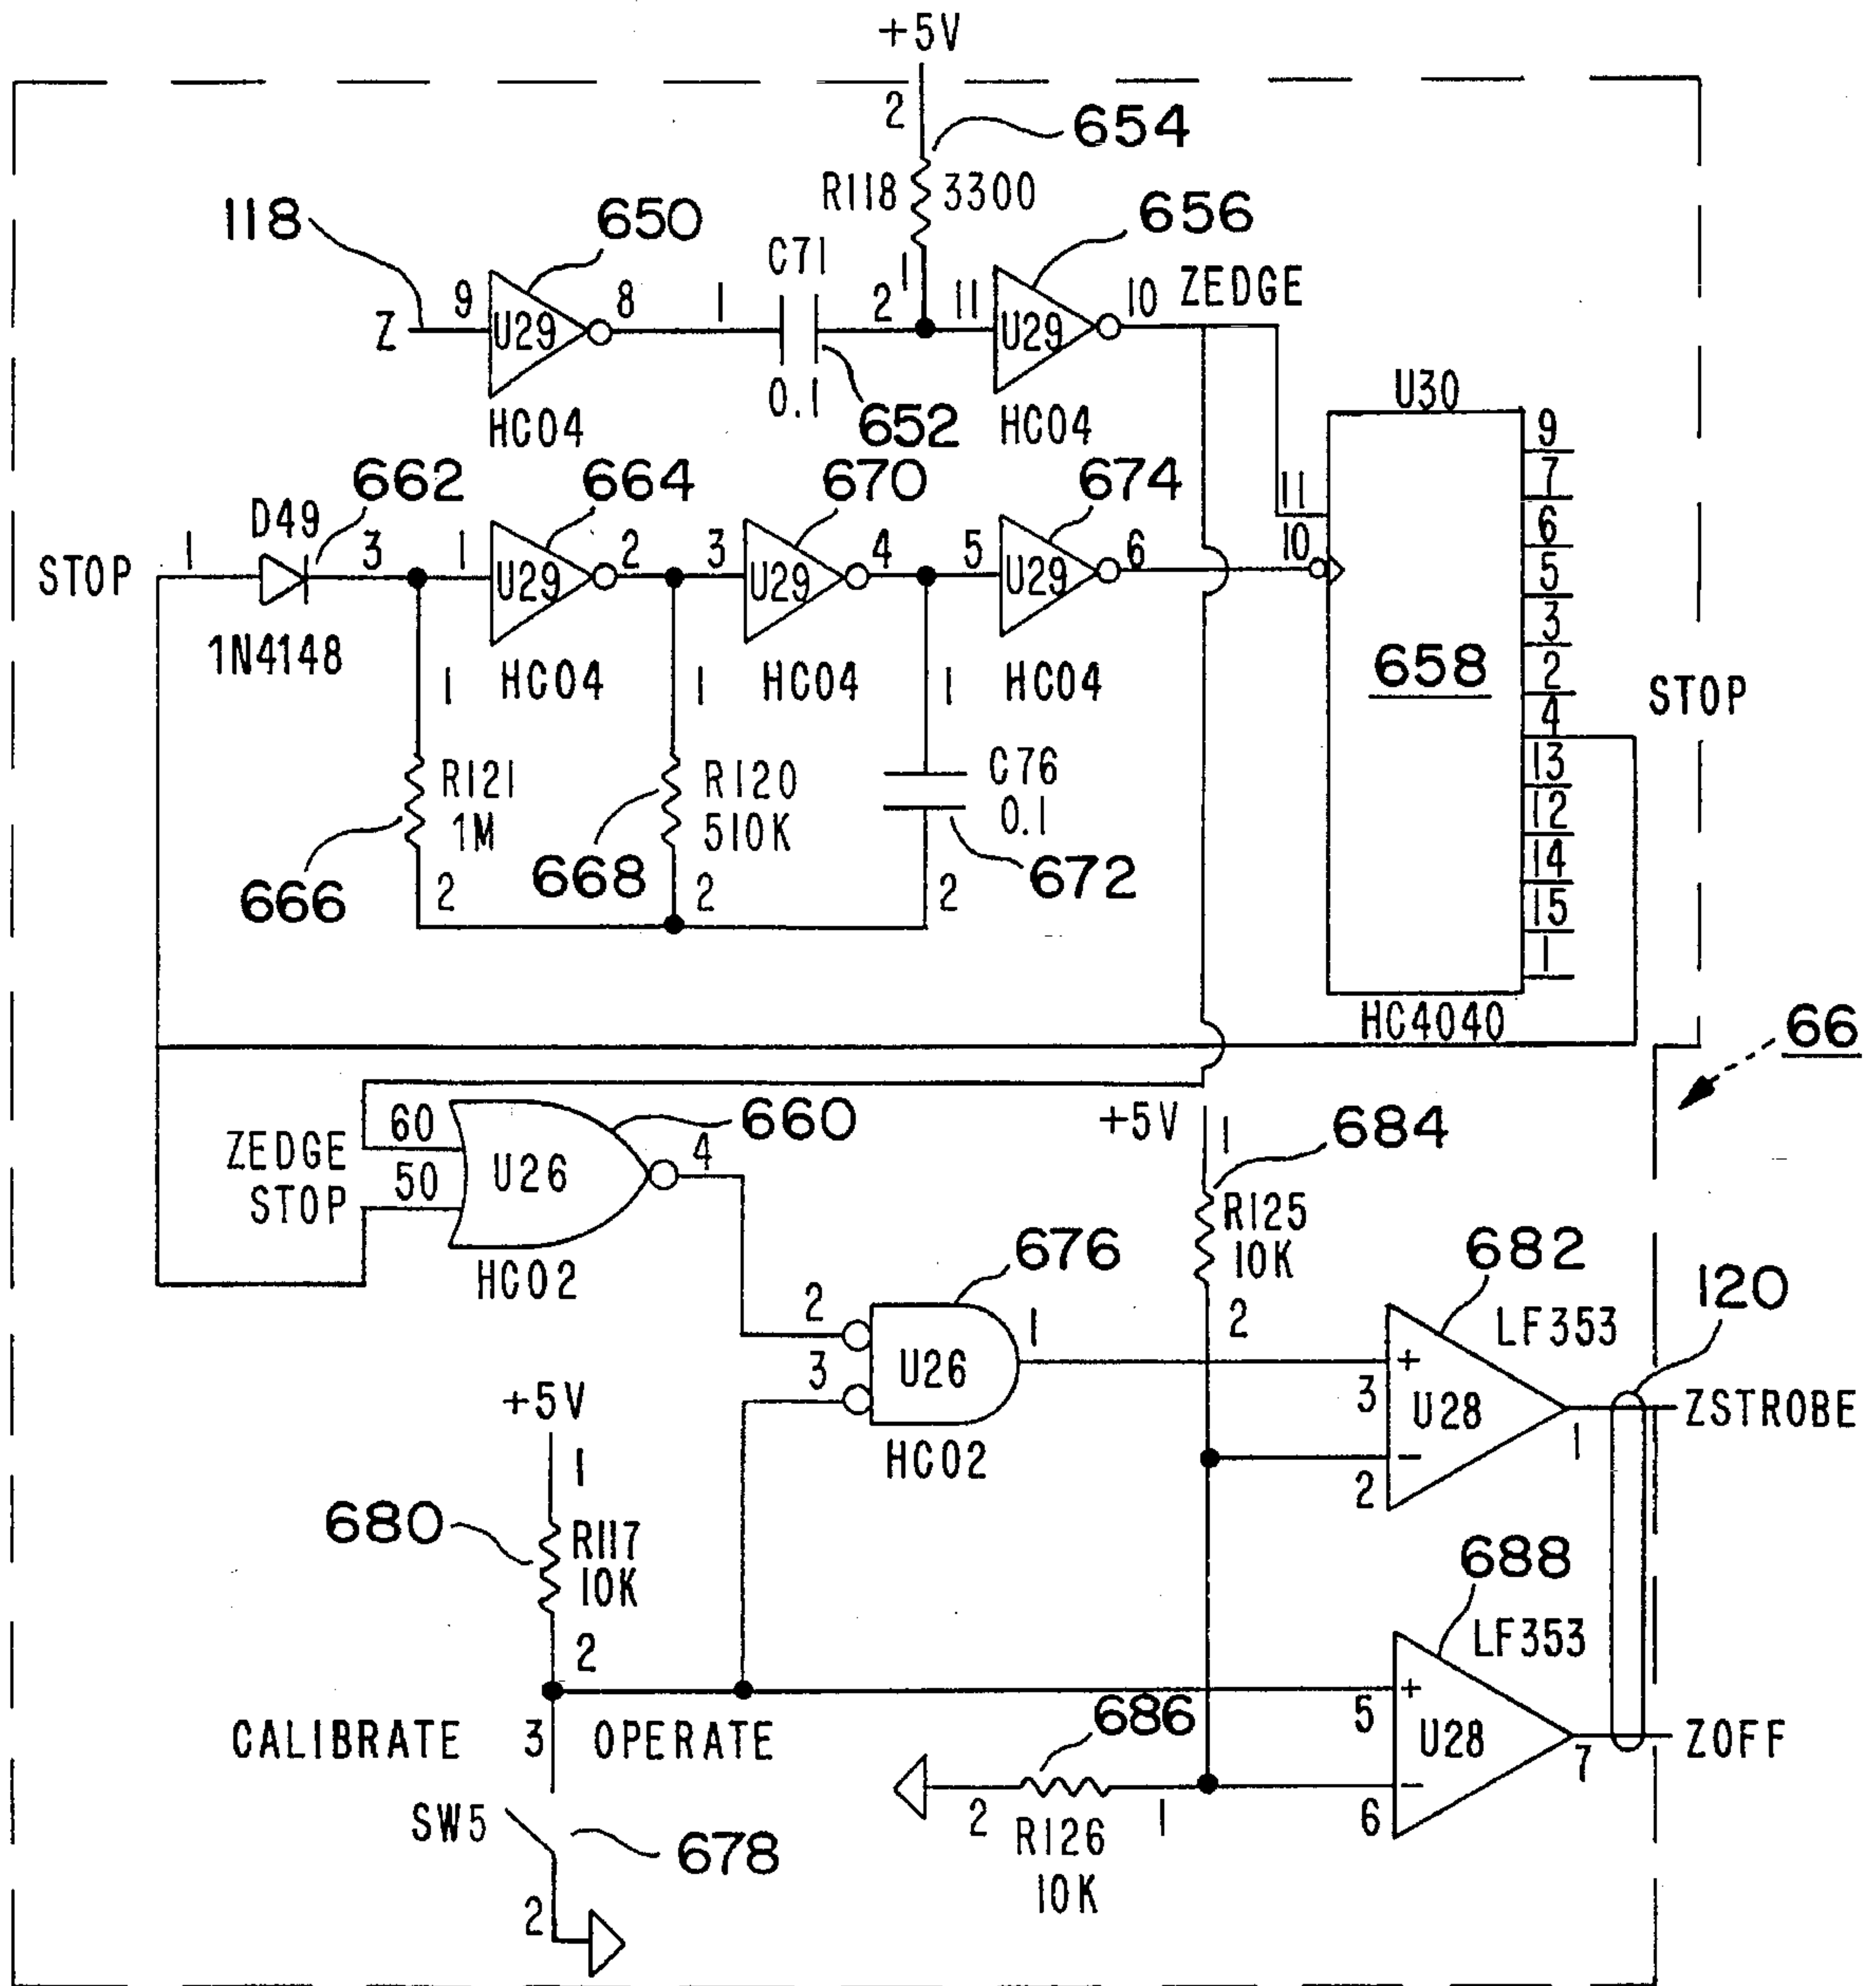 +5V
2
654
R118
3300
118
650
C71
1
656
Z
9
U29
8
1
2
11
U29
10
ZEDGE
HC04
0.1
652
HC04
U30
9
7
6
5
3
2
4
13
12
14
15
1
11
10
658
HC4040
STOP
662
664
670
674
D49
STOP
1
3
1
U29
2
3
U29
4
5
U29
6
1N4148
HC04
HC04
HC04
1
1
1
R121
1M
R120
510K
C76
0.1
666
668
672
2
2
2
66
660
60
ZEDGE
50
STOP
U26
4
HC02
+5V
1
684
R125
10K
2
676
2
3
U26
1
HC02
682
LF353
120
+
3
U28
1
ZSTROBE
2
−
+5V
1
680
R117
10K
2
688
LF353
CALIBRATE
3
OPERATE
686
+
5
U28
7
ZOFF
6
−
2
R126
10K
1
SW5
678
2